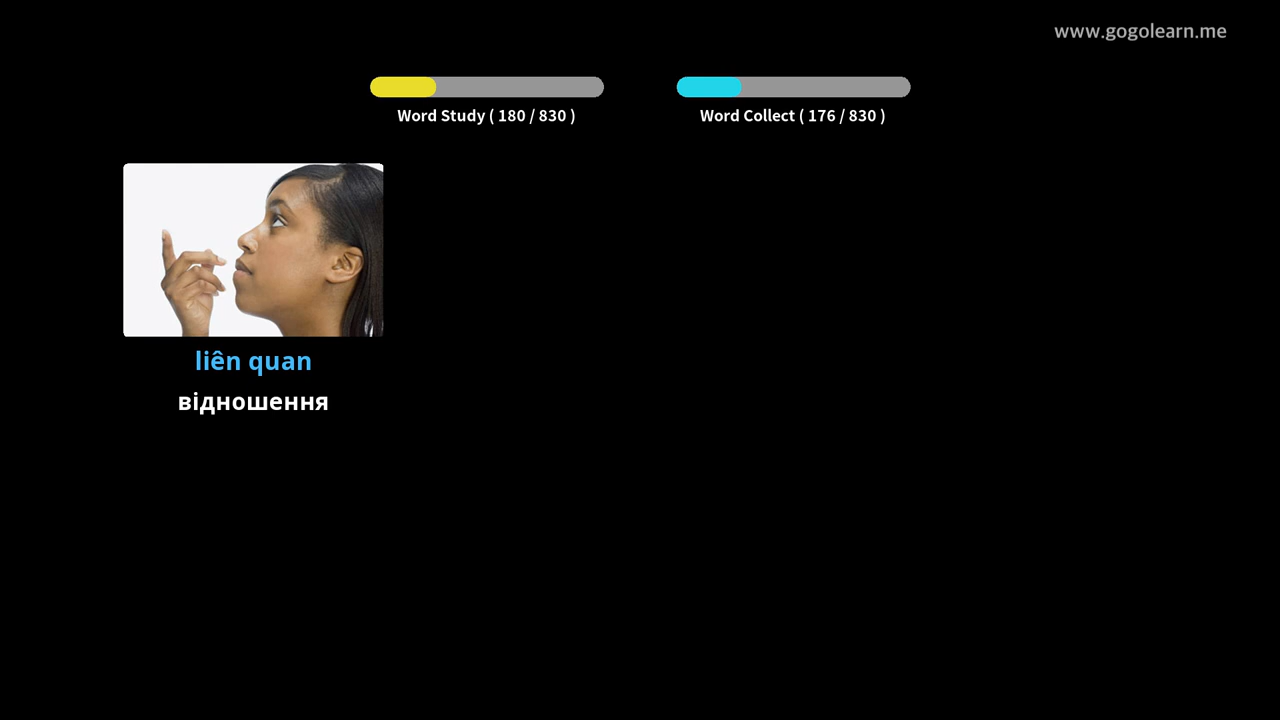 www.gogolearn.me
Word Study ( 180 / 830 )
Word Collect ( 176 / 830 )
liên quan
відношення